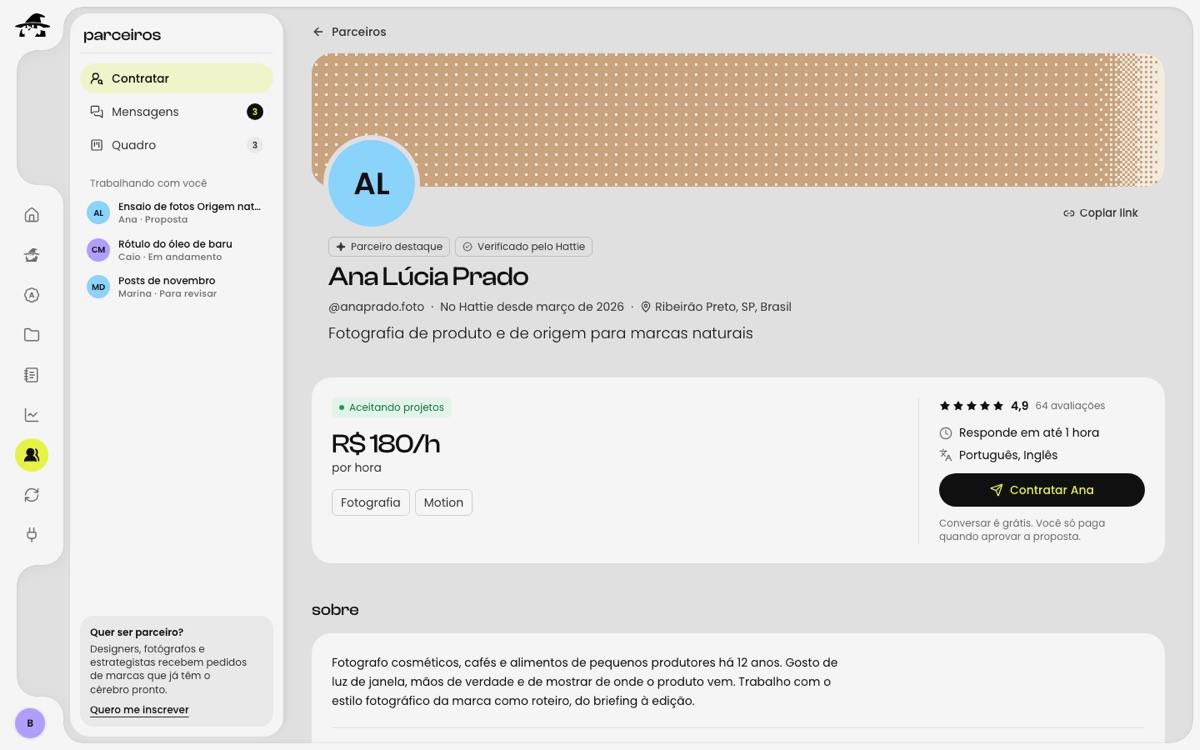 parceiros
Contratar
Mensagens 3
Quadro 3
Trabalhando com você
AL
Ensaio de fotos Origem nat...
Ana · Proposta
CM
Rótulo do óleo de baru
Caio · Em andamento
MD
Posts de novembro
Marina · Para revisar
Quer ser parceiro?
Designers, fotógrafos e
estrategistas recebem pedidos
de marcas que já têm o
cérebro pronto.
Quero me inscrever
B
A
Parceiros
AL
Copiar link
Parceiro destaque
Verificado pelo Hattie
Ana Lúcia Prado
@anaprado.foto · No Hattie desde março de 2026 · Ribeirão Preto, SP, Brasil
Fotografia de produto e de origem para marcas naturais
Aceitando projetos
R$ 180/h
por hora
Fotografia
Motion
4,9 64 avaliações
Responde em até 1 hora
Português, Inglês
Contratar Ana
Conversar é grátis. Você só paga
quando aprovar a proposta.
sobre
Fotografo cosméticos, cafés e alimentos de pequenos produtores há 12 anos. Gosto de
luz de janela, mãos de verdade e de mostrar de onde o produto vem. Trabalho com o
estilo fotográfico da marca como roteiro, do briefing à edição.